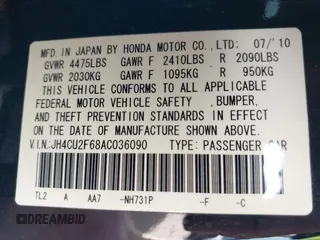 MFD. IN JAPAN BY HONDA MOTOR CO., LTD: 07/'10
GVWR 4475LBS GAWR F 2410LBS R 2090LBS
GVWR 2030KG GAWR F 1095KG R 950KG
THIS VEHICLE CONFORMS TO ALL APPLICABLE
FEDERAL MOTOR VEHICLE SAFETY , BUMPER,
AND THEFT PREVENTION STANDARDS IN EFFECT
ON THE DATE OF MANUFACTURE SHOWN ABOVE.
V.I.N.:JH4CU2F68AC036090 TYPE: PASSENGER CAR
TL2 A AA7 -NH731P -F -C
DREAMBID